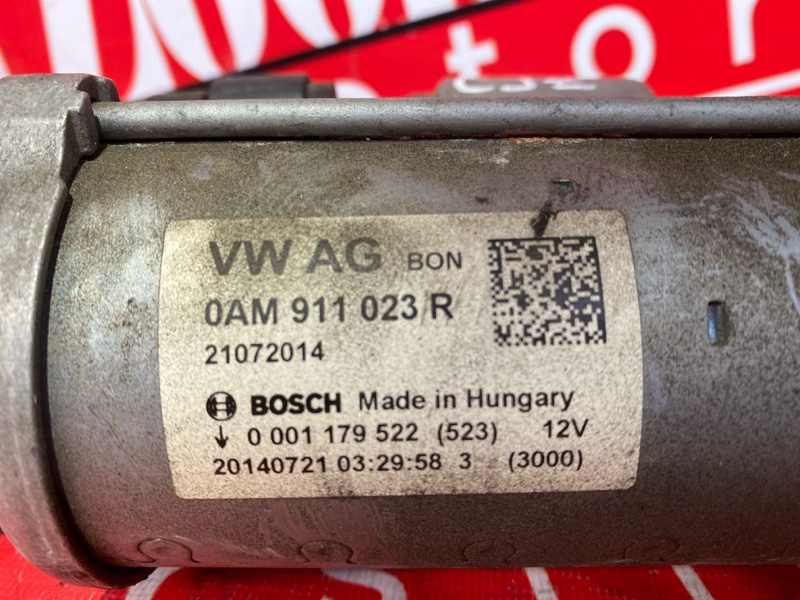 VW AG BON
0AM 911 023 R
21072014
BOSCH Made in Hungary
↓ 0 001 179 522 (523) 12V
20140721 03:29:58 3 (3000)